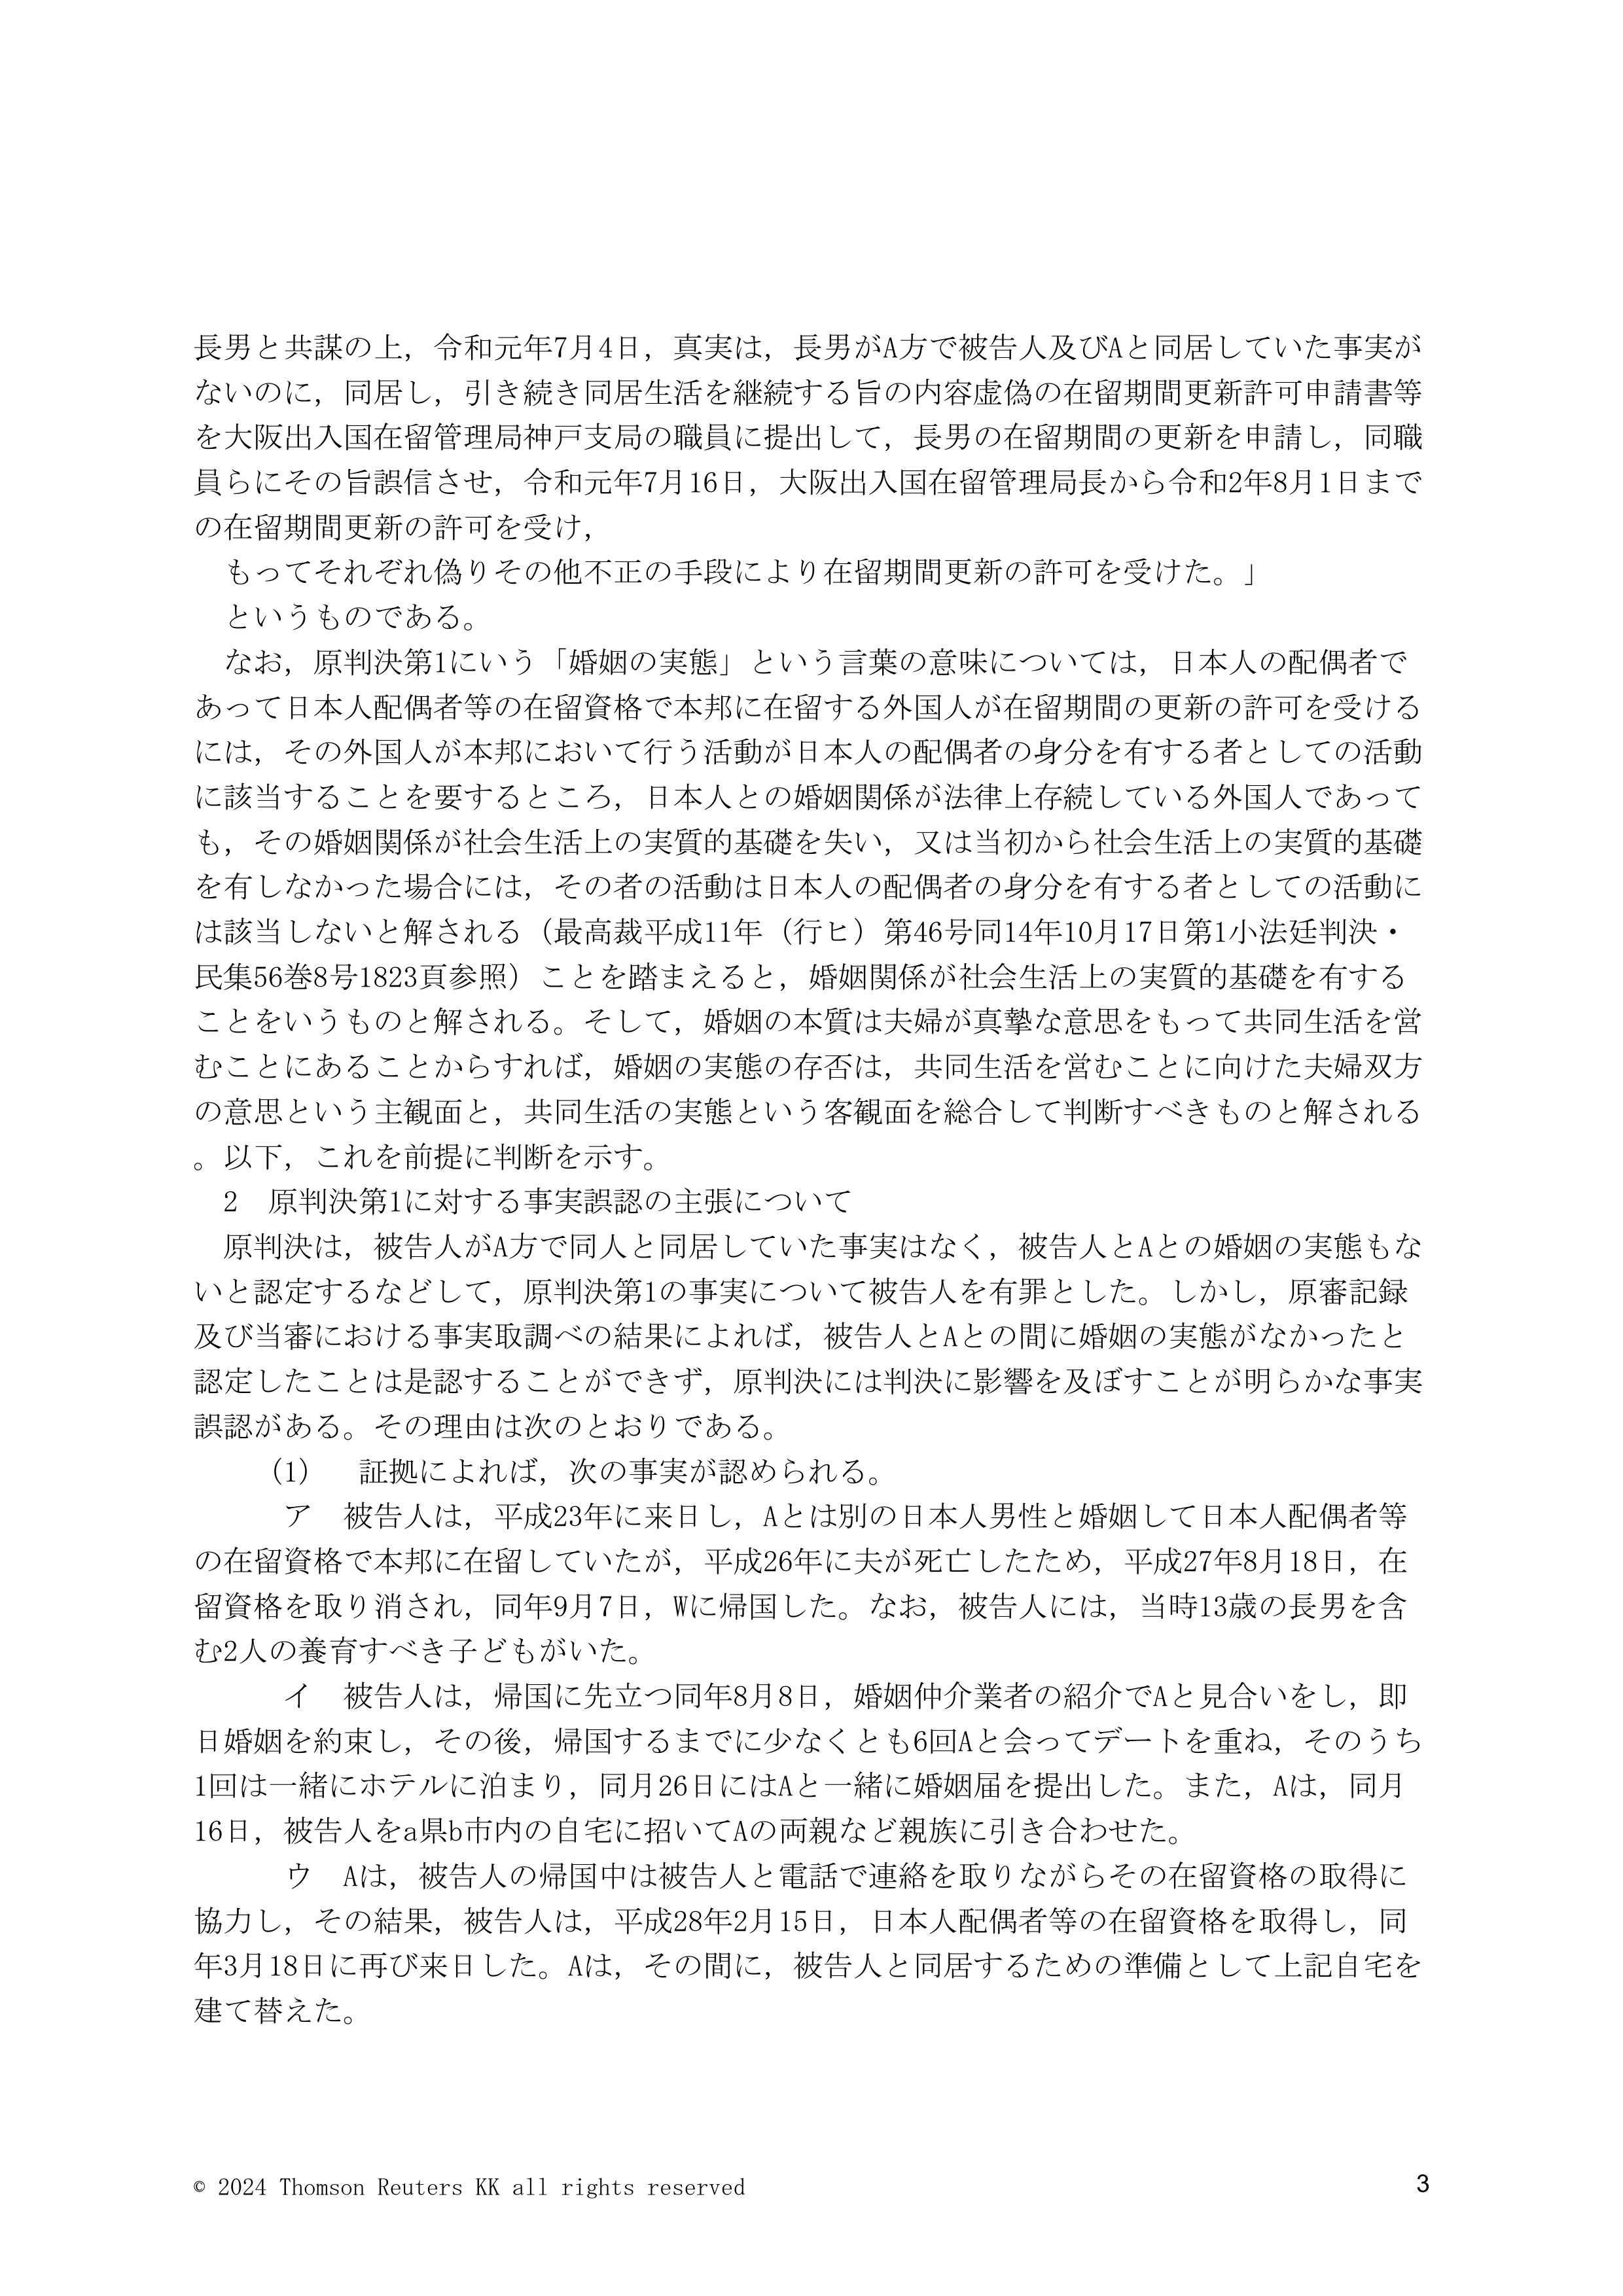 長男と共謀の上，令和元年7月4日，真実は，長男がA方で被告人及びAと同居していた事実が
ないのに，同居し，引き続き同居生活を継続する旨の内容虚偽の在留期間更新許可申請書等
を大阪出入国在留管理局神戸支局の職員に提出して，長男の在留期間の更新を申請し，同職
員らにその旨誤信させ，令和元年7月16日，大阪出入国在留管理局長から令和2年8月1日まで
の在留期間更新の許可を受け，
　もってそれぞれ偽りその他不正の手段により在留期間更新の許可を受けた。」
　というものである。
　なお，原判決第1にいう「婚姻の実態」という言葉の意味については，日本人の配偶者で
あって日本人配偶者等の在留資格で本邦に在留する外国人が在留期間の更新の許可を受ける
には，その外国人が本邦において行う活動が日本人の配偶者の身分を有する者としての活動
に該当することを要するところ，日本人との婚姻関係が法律上存続している外国人であって
も，その婚姻関係が社会生活上の実質的基礎を失い，又は当初から社会生活上の実質的基礎
を有しなかった場合には，その者の活動は日本人の配偶者の身分を有する者としての活動に
は該当しないと解される（最高裁平成11年（行ヒ）第46号同14年10月17日第1小法廷判決・
民集56巻8号1823頁参照）ことを踏まえると，婚姻関係が社会生活上の実質的基礎を有する
ことをいうものと解される。そして，婚姻の本質は夫婦が真摯な意思をもって共同生活を営
むことにあることからすれば，婚姻の実態の存否は，共同生活を営むことに向けた夫婦双方
の意思という主観面と，共同生活の実態という客観面を総合して判断すべきものと解される
。以下，これを前提に判断を示す。
　2　原判決第1に対する事実誤認の主張について
　原判決は，被告人がA方で同人と同居していた事実はなく，被告人とAとの婚姻の実態もな
いと認定するなどして，原判決第1の事実について被告人を有罪とした。しかし，原審記録
及び当審における事実取調べの結果によれば，被告人とAとの間に婚姻の実態がなかったと
認定したことは是認することができず，原判決には判決に影響を及ぼすことが明らかな事実
誤認がある。その理由は次のとおりである。
　　（1）　証拠によれば，次の事実が認められる。
　　　ア　被告人は，平成23年に来日し，Aとは別の日本人男性と婚姻して日本人配偶者等
の在留資格で本邦に在留していたが，平成26年に夫が死亡したため，平成27年8月18日，在
留資格を取り消され，同年9月7日，Wに帰国した。なお，被告人には，当時13歳の長男を含
む2人の養育すべき子どもがいた。
　　　イ　被告人は，帰国に先立つ同年8月8日，婚姻仲介業者の紹介でAと見合いをし，即
日婚姻を約束し，その後，帰国するまでに少なくとも6回Aと会ってデートを重ね，そのうち
1回は一緒にホテルに泊まり，同月26日にはAと一緒に婚姻届を提出した。また，Aは，同月
16日，被告人をa県b市内の自宅に招いてAの両親など親族に引き合わせた。
　　　ウ　Aは，被告人の帰国中は被告人と電話で連絡を取りながらその在留資格の取得に
協力し，その結果，被告人は，平成28年2月15日，日本人配偶者等の在留資格を取得し，同
年3月18日に再び来日した。Aは，その間に，被告人と同居するための準備として上記自宅を
建て替えた。
© 2024 Thomson Reuters KK all rights reserved
3